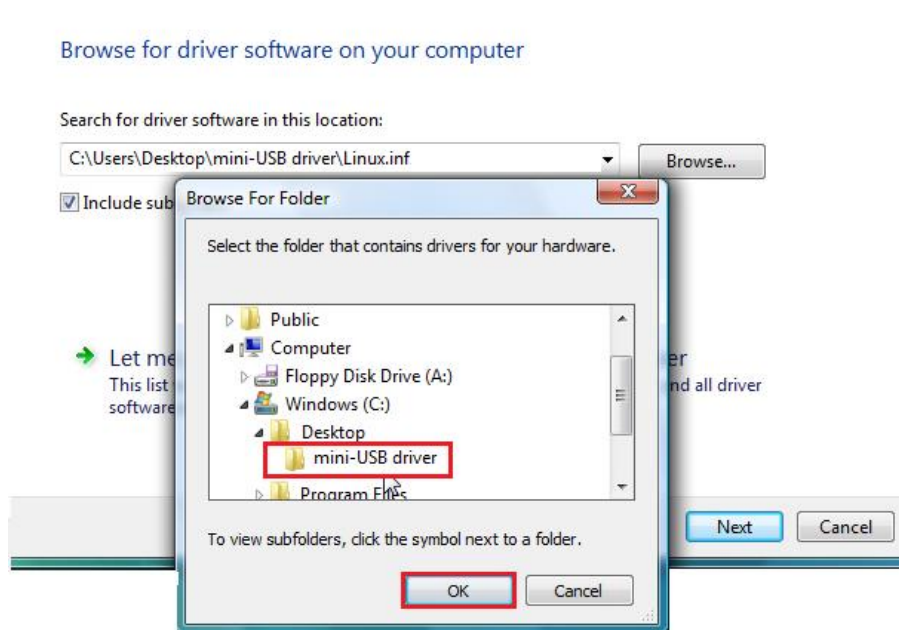 Browse for driver software on your computer
Search for driver software in this location:
C:\Users\Desktop\mini-USB driver\Linux.inf
Browse...
Include sub
Browse For Folder
Select the folder that contains drivers for your hardware.
Public
Computer
Floppy Disk Drive (A:)
Windows (C:)
Desktop
mini-USB driver
Program Files
Let me
er
This list
nd all driver
software
To view subfolders, click the symbol next to a folder.
OK
Cancel
Next
Cancel